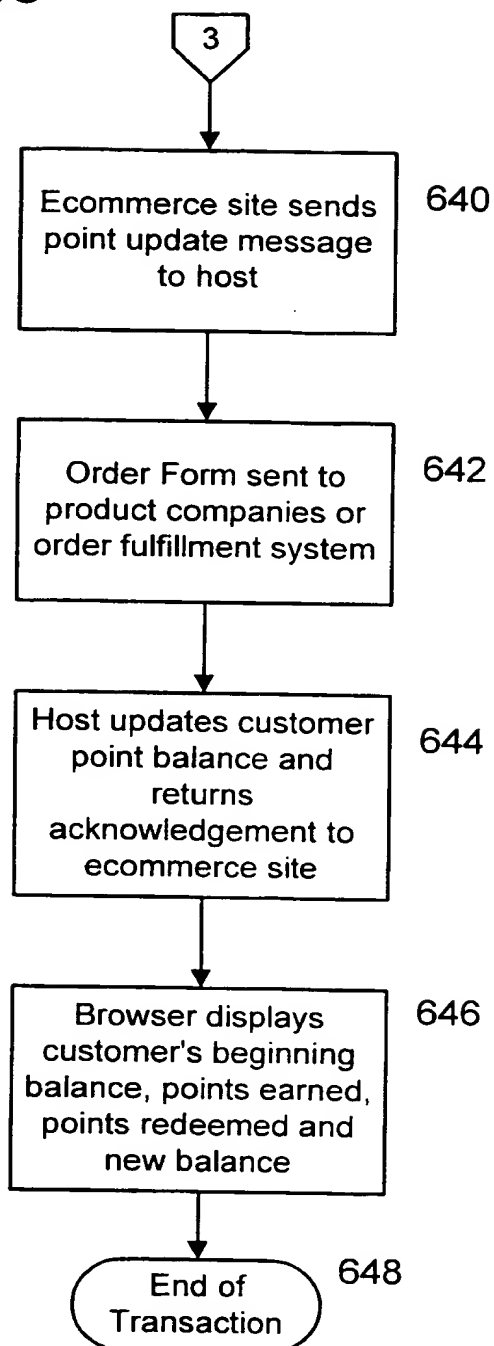 3
Ecommerce site sends
point update message
to host
640
Order Form sent to
product companies or
order fulfillment system
642
Host updates customer
point balance and
returns
acknowledgement to
ecommerce site
644
Browser displays
customer's beginning
balance, points earned,
points redeemed and
new balance
646
End of
Transaction
648